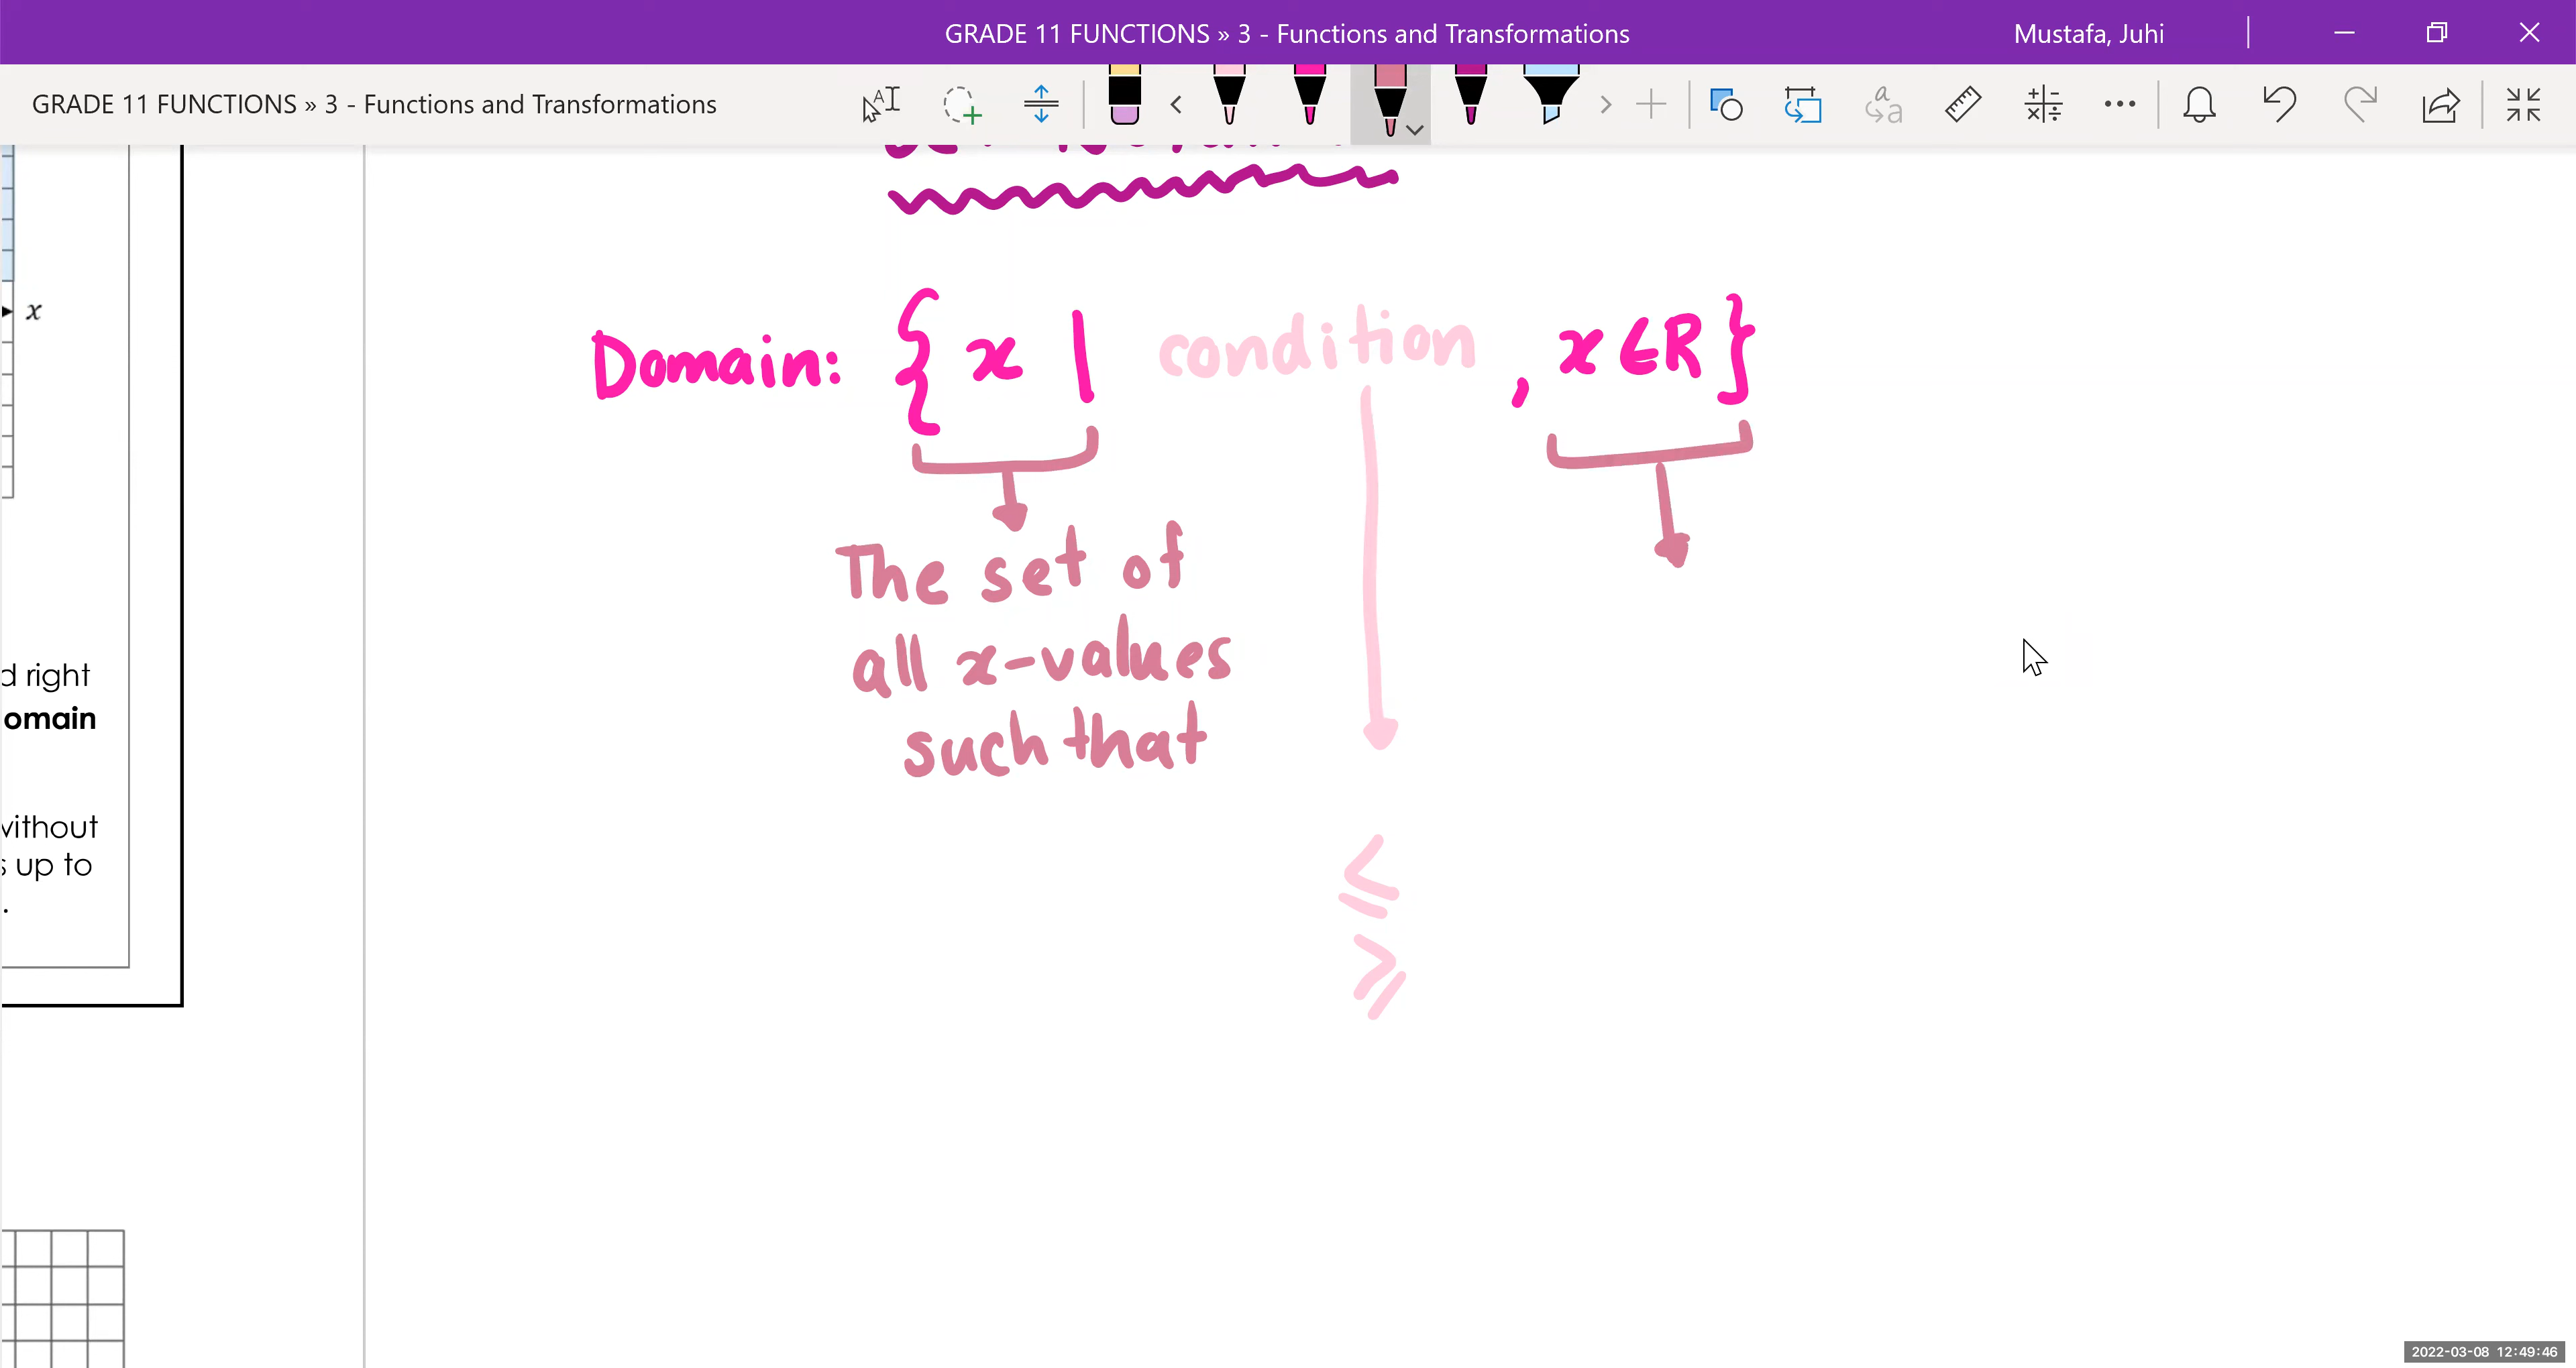 GRADE 11 FUNCTIONS » 3 - Functions and Transformations
Mustafa, Juhi
GRADE 11 FUNCTIONS » 3 - Functions and Transformations
x
Domain: { x | condition , x ∈ R }
The set of
all x-values
such that
d right
omain
without
s up to
.
≤
≥
2022-03-08 12:49:46